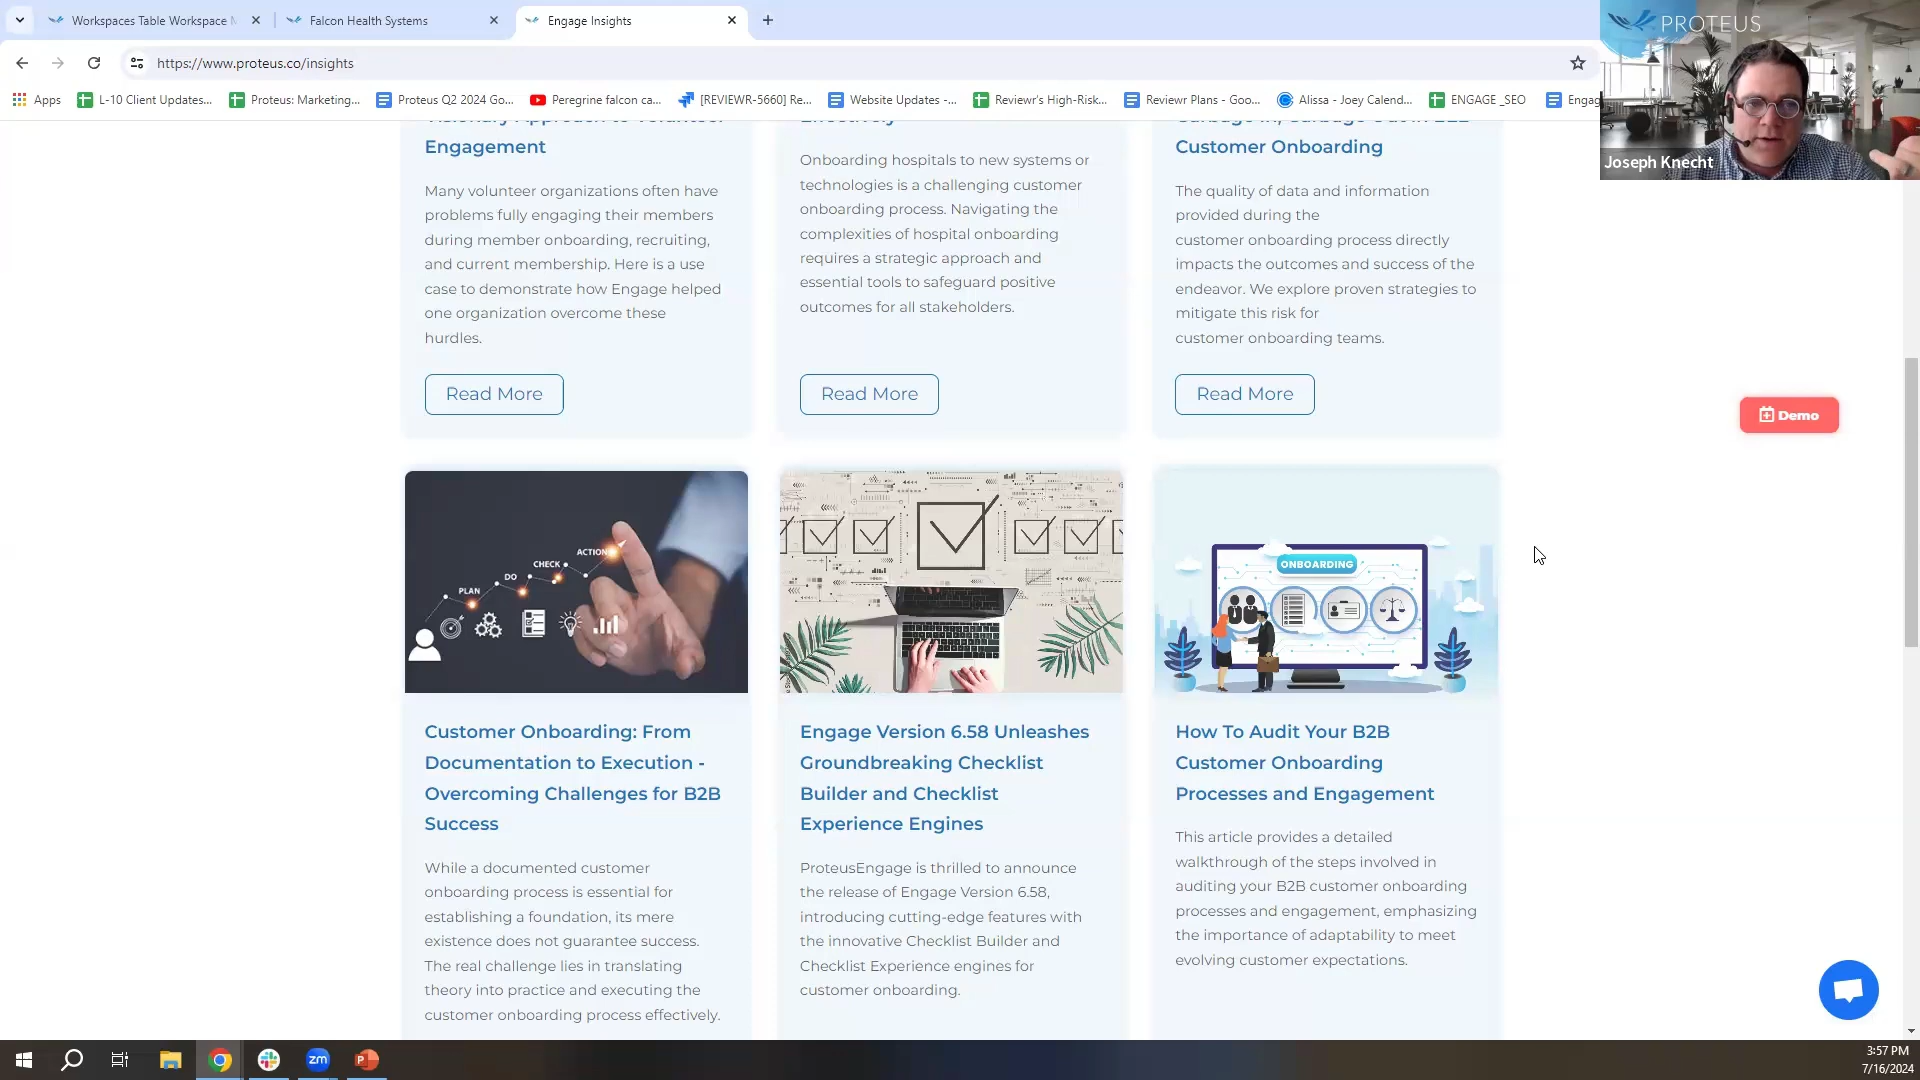 Workspaces Table Workspace M
Falcon Health Systems
Engage Insights
https://www.proteus.co/insights
Apps
L-10 Client Updates...
Proteus: Marketing...
Proteus Q2 2024 Go...
Peregrine falcon ca...
[REVIEWR-5660] Re...
Website Updates -...
Reviewr's High-Risk...
Reviewr Plans - Goo...
Alissa - Joey Calend...
ENGAGE _SEO
Engag
PROTEUS
Joseph Knecht
Visionary Approach to Volunteer
Engagement
Many volunteer organizations often have
problems fully engaging their members
during member onboarding, recruiting,
and current membership. Here is a use
case to demonstrate how Engage helped
one organization overcome these
hurdles.
Read More
Effectively
Onboarding hospitals to new systems or
technologies is a challenging customer
onboarding process. Navigating the
complexities of hospital onboarding
requires a strategic approach and
essential tools to safeguard positive
outcomes for all stakeholders.
Read More
Garbage In, Garbage Out in B2B
Customer Onboarding
The quality of data and information
provided during the
customer onboarding process directly
impacts the outcomes and success of the
endeavor. We explore proven strategies to
mitigate this risk for
customer onboarding teams.
Read More
Demo
PLAN
DO
CHECK
ACTION
Customer Onboarding: From
Documentation to Execution -
Overcoming Challenges for B2B
Success
While a documented customer
onboarding process is essential for
establishing a foundation, its mere
existence does not guarantee success.
The real challenge lies in translating
theory into practice and executing the
customer onboarding process effectively.
Engage Version 6.58 Unleashes
Groundbreaking Checklist
Builder and Checklist
Experience Engines
ProteusEngage is thrilled to announce
the release of Engage Version 6.58,
introducing cutting-edge features with
the innovative Checklist Builder and
Checklist Experience engines for
customer onboarding.
ONBOARDING
How To Audit Your B2B
Customer Onboarding
Processes and Engagement
This article provides a detailed
walkthrough of the steps involved in
auditing your B2B customer onboarding
processes and engagement, emphasizing
the importance of adaptability to meet
evolving customer expectations.
zm
P
3:57 PM
7/16/2024